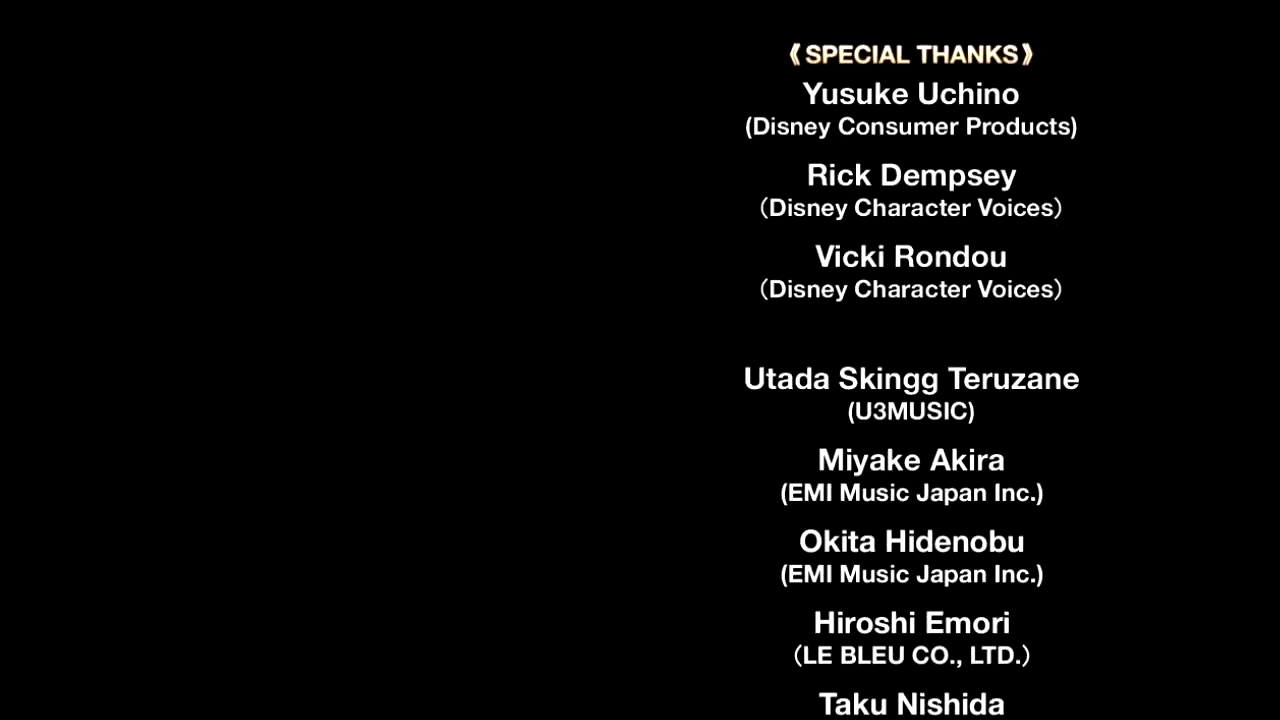 《SPECIAL THANKS》
Yusuke Uchino
(Disney Consumer Products)
Rick Dempsey
（Disney Character Voices）
Vicki Rondou
（Disney Character Voices）
Utada Skingg Teruzane
(U3MUSIC)
Miyake Akira
(EMI Music Japan Inc.)
Okita Hidenobu
(EMI Music Japan Inc.)
Hiroshi Emori
（LE BLEU CO., LTD.）
Taku Nishida